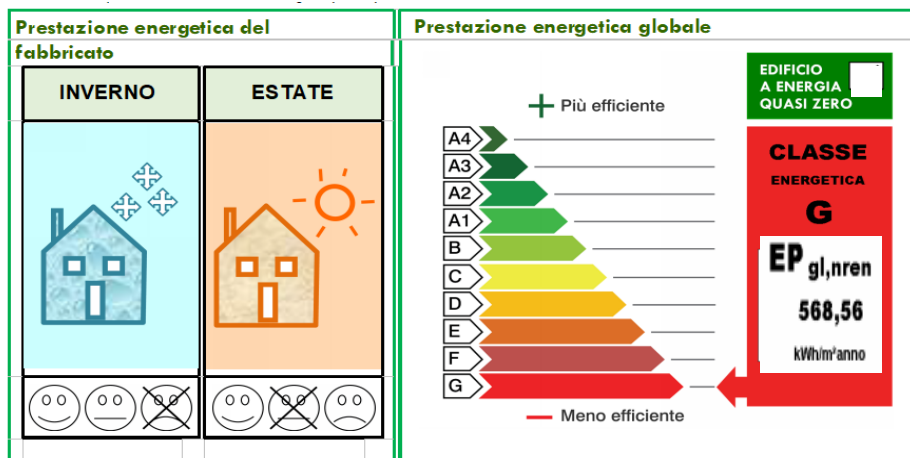 Prestazione energetica del
fabbricato
INVERNO
ESTATE
Prestazione energetica globale
EDIFICIO
A ENERGIA
QUASI ZERO
+ Più efficiente
A4
A3
A2
A1
B
C
D
E
F
G
— Meno efficiente
CLASSE
ENERGETICA
G
EP gl,nren
568,56
kWh/m²anno